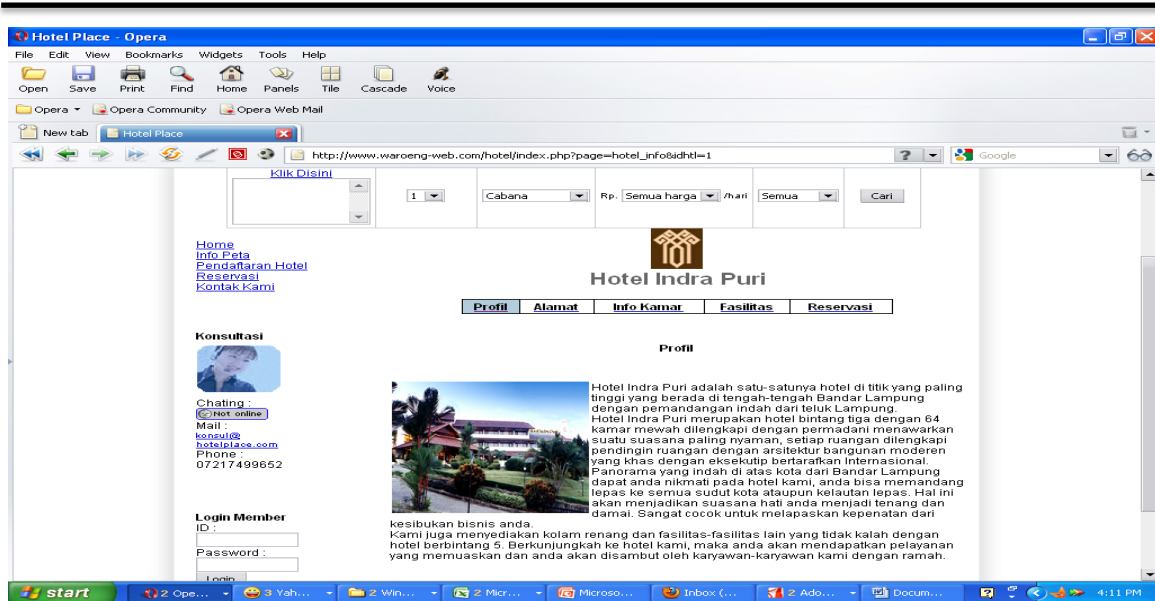 Hotel Place - Opera
File Edit View Bookmarks Widgets Tools Help
Open Save Print Find Home Panels Tile Cascade Voice
Opera Opera Community Opera Web Mail
New tab Hotel Place
http://www.waroeng-web.com/hotel/index.php?page=hotel_info&idhtl=1 ? Google
Klik Disini
1 Cabana Rp. Semua harga /hari Semua Cari
Home
Info Peta
Pendaftaran Hotel
Reservasi
Kontak Kami
Hotel Indra Puri
Profil Alamat Info Kamar Fasilitas Reservasi
Konsultasi
Chating :
Not online
Mail :
konsul@
hotelplace.com
Phone :
07217499652
Login Member
ID :
Password :
Login
Profil
Hotel Indra Puri adalah satu-satunya hotel di titik yang paling
tinggi yang berada di tengah-tengah Bandar Lampung
dengan pemandangan indah dari teluk Lampung.
Hotel Indra Puri merupakan hotel bintang tiga dengan 64
kamar mewah dilengkapi dengan permadani menawarkan
suatu suasana paling nyaman, setiap ruangan dilengkapi
pendingin ruangan dengan arsitektur bangunan moderen
yang khas dengan eksekutip bertarafkan Internasional.
Panorama yang indah di atas kota dari Bandar Lampung
dapat anda nikmati pada hotel kami, anda bisa memandang
lepas ke semua sudut kota ataupun kelautan lepas. Hal ini
akan menjadikan suasana hati anda menjadi tenang dan
damai. Sangat cocok untuk melapaskan kepenatan dari
kesibukan bisnis anda.
Kami juga menyediakan kolam renang dan fasilitas-fasilitas lain yang tidak kalah dengan
hotel berbintang 5. Berkunjungkah ke hotel kami, maka anda akan mendapatkan pelayanan
yang memuaskan dan anda akan disambut oleh karyawan-karyawan kami dengan ramah.
start 2 Ope... 3 Yah... 2 Win... 2 Micr... Microso... Inbox (... 2 Ado... Docum... 4:11 PM